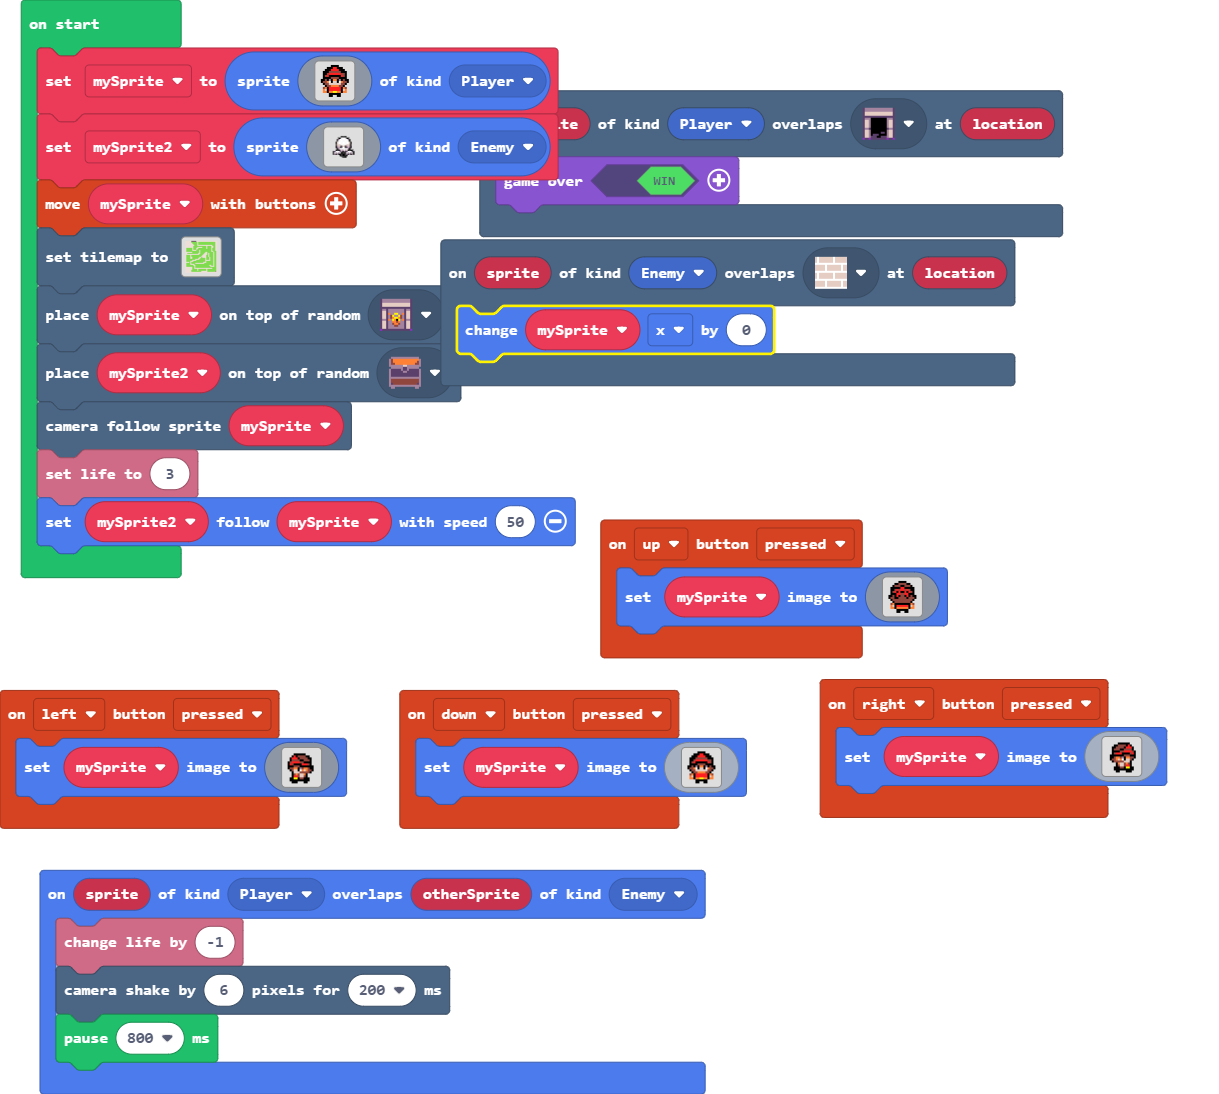 on start
set mySprite to sprite of kind Player
set mySprite2 to sprite of kind Enemy
move mySprite with buttons
set tilemap to
place mySprite on top of random
place mySprite2 on top of random
camera follow sprite mySprite
set life to 3
set mySprite2 follow mySprite with speed 50
of kind Player overlaps at location
game over WIN
on sprite of kind Enemy overlaps at location
change mySprite x by 0
on up button pressed
set mySprite image to
on left button pressed
set mySprite image to
on down button pressed
set mySprite image to
on right button pressed
set mySprite image to
on sprite of kind Player overlaps otherSprite of kind Enemy
change life by -1
camera shake by 6 pixels for 200 ms
pause 800 ms